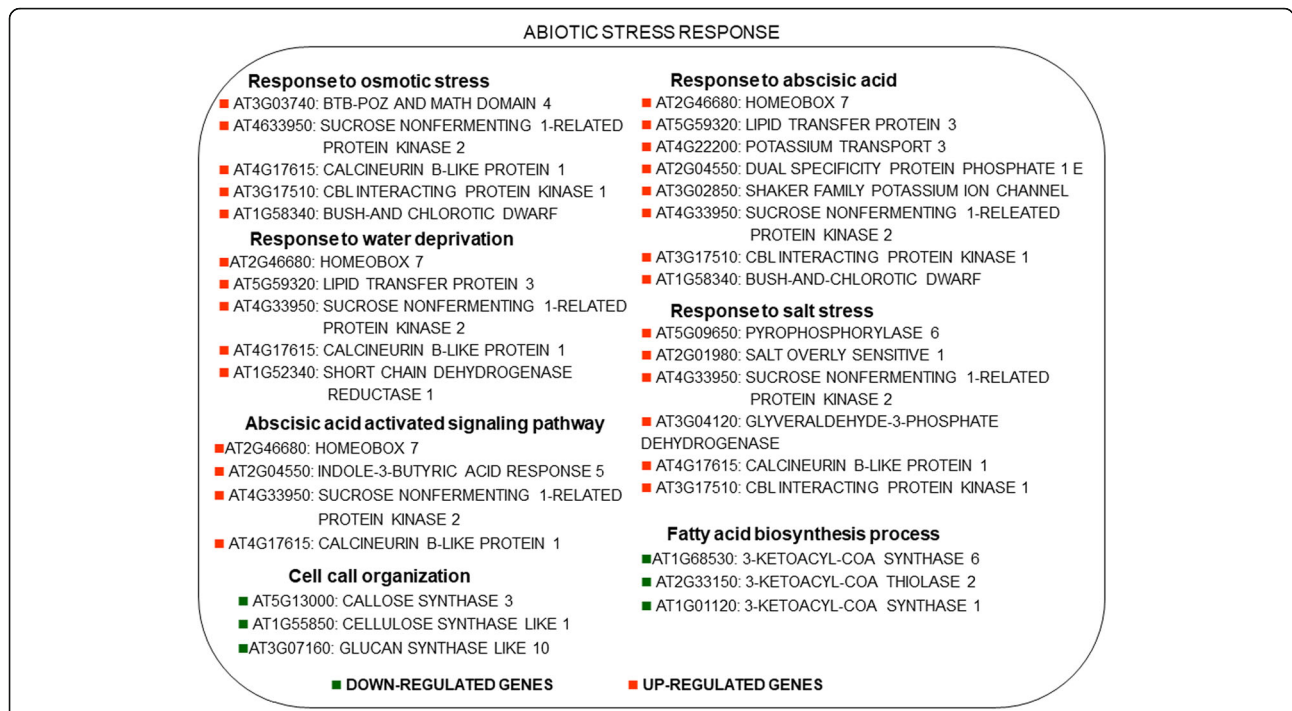 ABIOTIC STRESS RESPONSE
Response to osmotic stress
AT3G03740: BTB-POZ AND MATH DOMAIN 4
AT4633950: SUCROSE NONFERMENTING 1-RELATED
PROTEIN KINASE 2
AT4G17615: CALCINEURIN B-LIKE PROTEIN 1
AT3G17510: CBL INTERACTING PROTEIN KINASE 1
AT1G58340: BUSH-AND CHLOROTIC DWARF
Response to water deprivation
AT2G46680: HOMEOBOX 7
AT5G59320: LIPID TRANSFER PROTEIN 3
AT4G33950: SUCROSE NONFERMENTING 1-RELATED
PROTEIN KINASE 2
AT4G17615: CALCINEURIN B-LIKE PROTEIN 1
AT1G52340: SHORT CHAIN DEHYDROGENASE
REDUCTASE 1
Abscisic acid activated signaling pathway
AT2G46680: HOMEOBOX 7
AT2G04550: INDOLE-3-BUTYRIC ACID RESPONSE 5
AT4G33950: SUCROSE NONFERMENTING 1-RELATED
PROTEIN KINASE 2
AT4G17615: CALCINEURIN B-LIKE PROTEIN 1
Cell call organization
AT5G13000: CALLOSE SYNTHASE 3
AT1G55850: CELLULOSE SYNTHASE LIKE 1
AT3G07160: GLUCAN SYNTHASE LIKE 10
Response to abscisic acid
AT2G46680: HOMEOBOX 7
AT5G59320: LIPID TRANSFER PROTEIN 3
AT4G22200: POTASSIUM TRANSPORT 3
AT2G04550: DUAL SPECIFICITY PROTEIN PHOSPHATE 1 E
AT3G02850: SHAKER FAMILY POTASSIUM ION CHANNEL
AT4G33950: SUCROSE NONFERMENTING 1-RELEATED
PROTEIN KINASE 2
AT3G17510: CBL INTERACTING PROTEIN KINASE 1
AT1G58340: BUSH-AND-CHLOROTIC DWARF
Response to salt stress
AT5G09650: PYROPHOSPHORYLASE 6
AT2G01980: SALT OVERLY SENSITIVE 1
AT4G33950: SUCROSE NONFERMENTING 1-RELATED
PROTEIN KINASE 2
AT3G04120: GLYVERALDEHYDE-3-PHOSPHATE
DEHYDROGENASE
AT4G17615: CALCINEURIN B-LIKE PROTEIN 1
AT3G17510: CBL INTERACTING PROTEIN KINASE 1
Fatty acid biosynthesis process
AT1G68530: 3-KETOACYL-COA SYNTHASE 6
AT2G33150: 3-KETOACYL-COA THIOLASE 2
AT1G01120: 3-KETOACYL-COA SYNTHASE 1
DOWN-REGULATED GENES
UP-REGULATED GENES